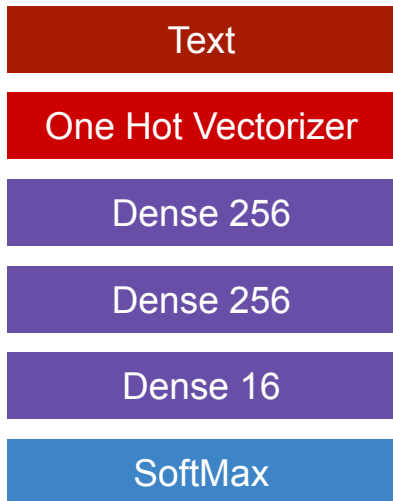 Text
One Hot Vectorizer
Dense 256
Dense 256
Dense 16
SoftMax